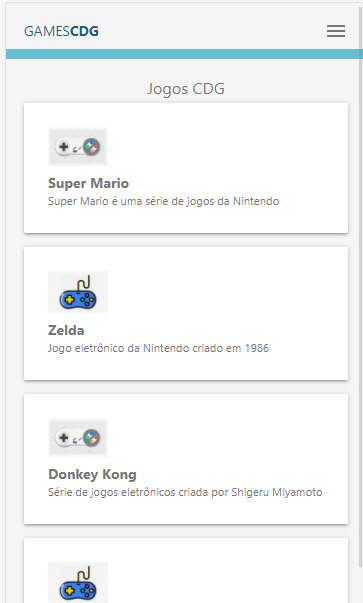 GAMESCDG
Jogos CDG
Super Mario
Super Mario é uma série de jogos da Nintendo
Zelda
Jogo eletrônico da Nintendo criado em 1986
Donkey Kong
Série de jogos eletrônicos criada por Shigeru Miyamoto